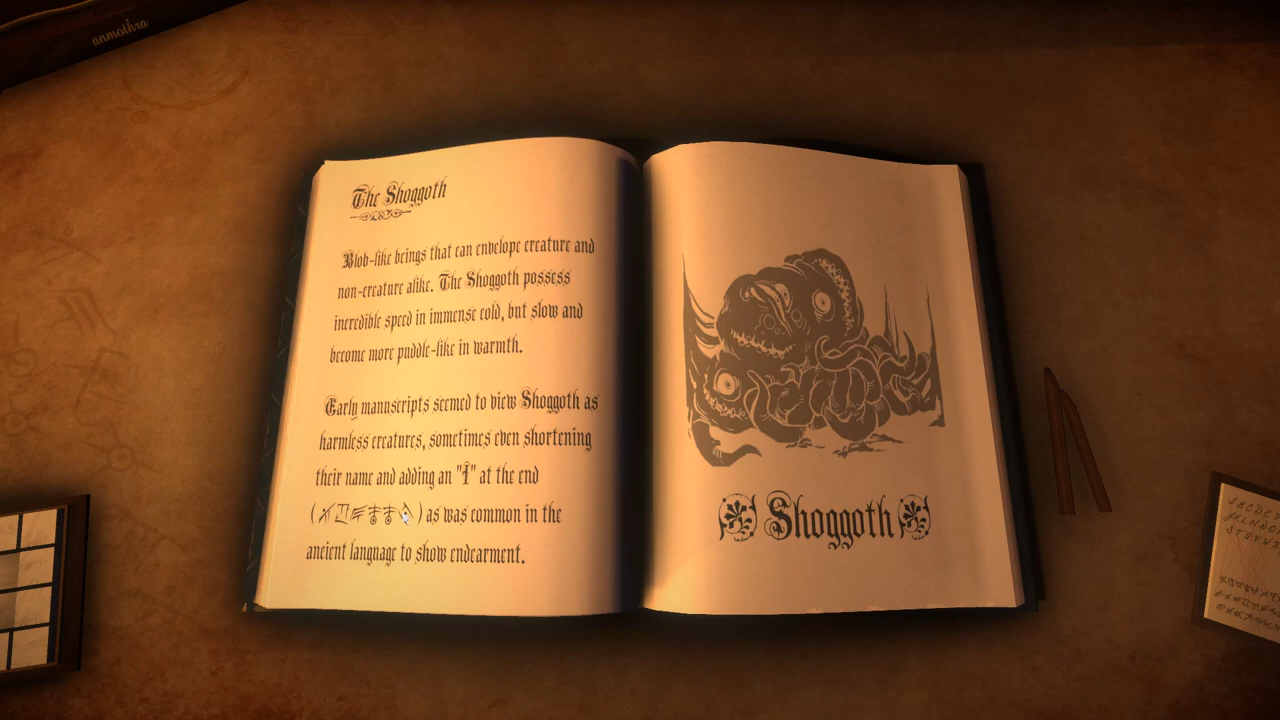 anmothra
The Shoggoth
Blob-like beings that can envelope creature and
non-creature alike. The Shoggoth possess
incredible speed in immense cold, but slow and
become more puddle-like in warmth.
Early manuscripts seemed to view Shoggoth as
harmless creatures, sometimes even shortening
their name and adding an "I" at the end
( ) as was common in the
ancient language to show endearment.
Shoggoth
ABCDEF